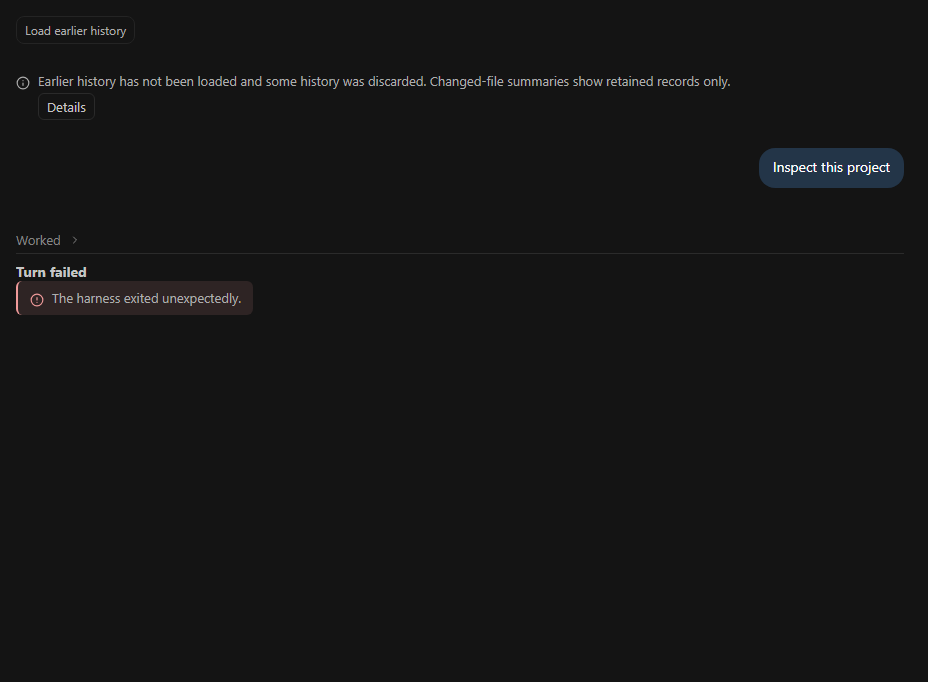 Load earlier history
Earlier history has not been loaded and some history was discarded. Changed-file summaries show retained records only.
Details
Inspect this project
Worked
Turn failed
The harness exited unexpectedly.